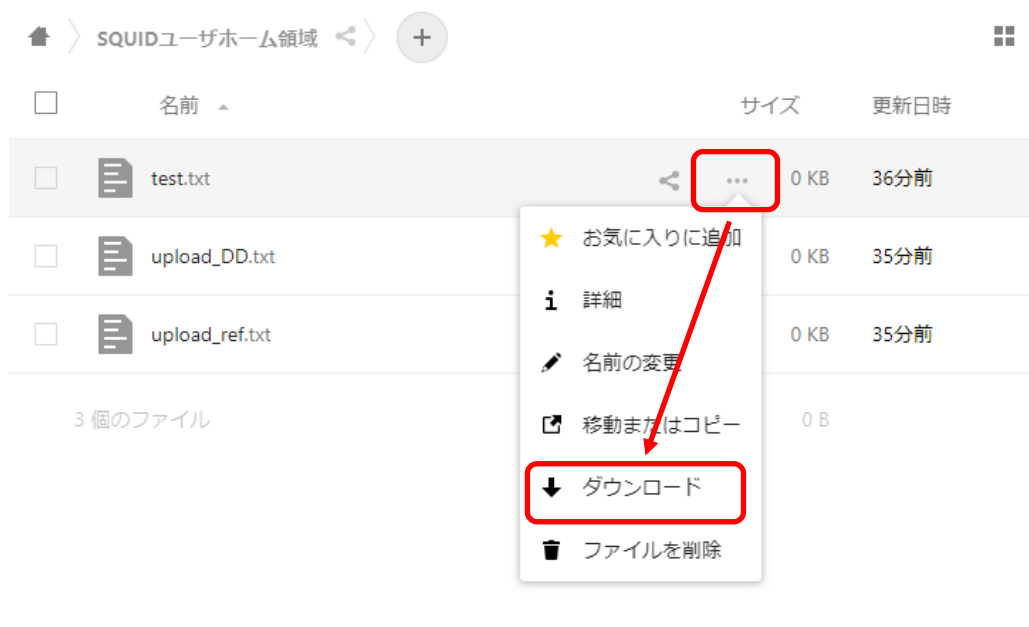 SQUIDユーザホーム領域
名前 サイズ 更新日時
test.txt 0 KB 36分前
お気に入りに追加
upload_DD.txt 0 KB 35分前
詳細
upload_ref.txt 0 KB 35分前
名前の変更
3 個のファイル 0 B
移動またはコピー
ダウンロード
ファイルを削除